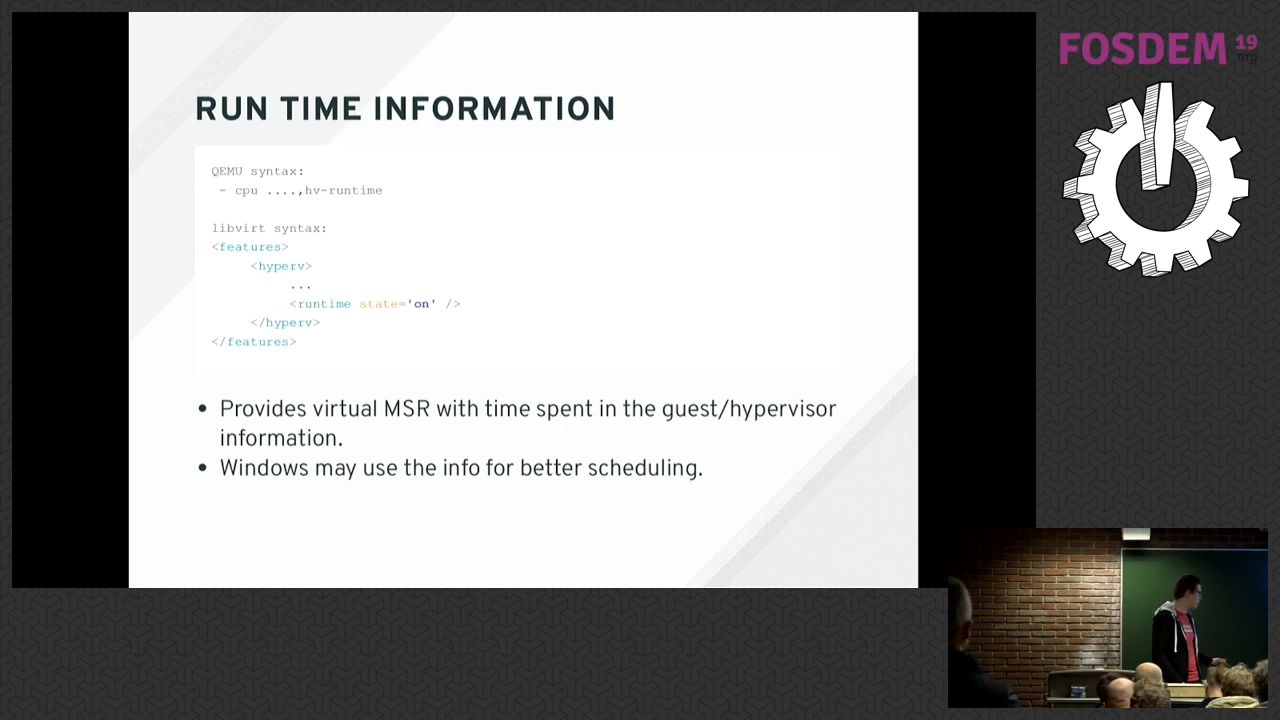 RUN TIME INFORMATION
QEMU syntax:
- cpu ....,hv-runtime
libvirt syntax:
<features>
<hyperv>
...
<runtime state='on' />
</hyperv>
</features>
• Provides virtual MSR with time spent in the guest/hypervisor
information.
• Windows may use the info for better scheduling.
FOSDEM 19
.org